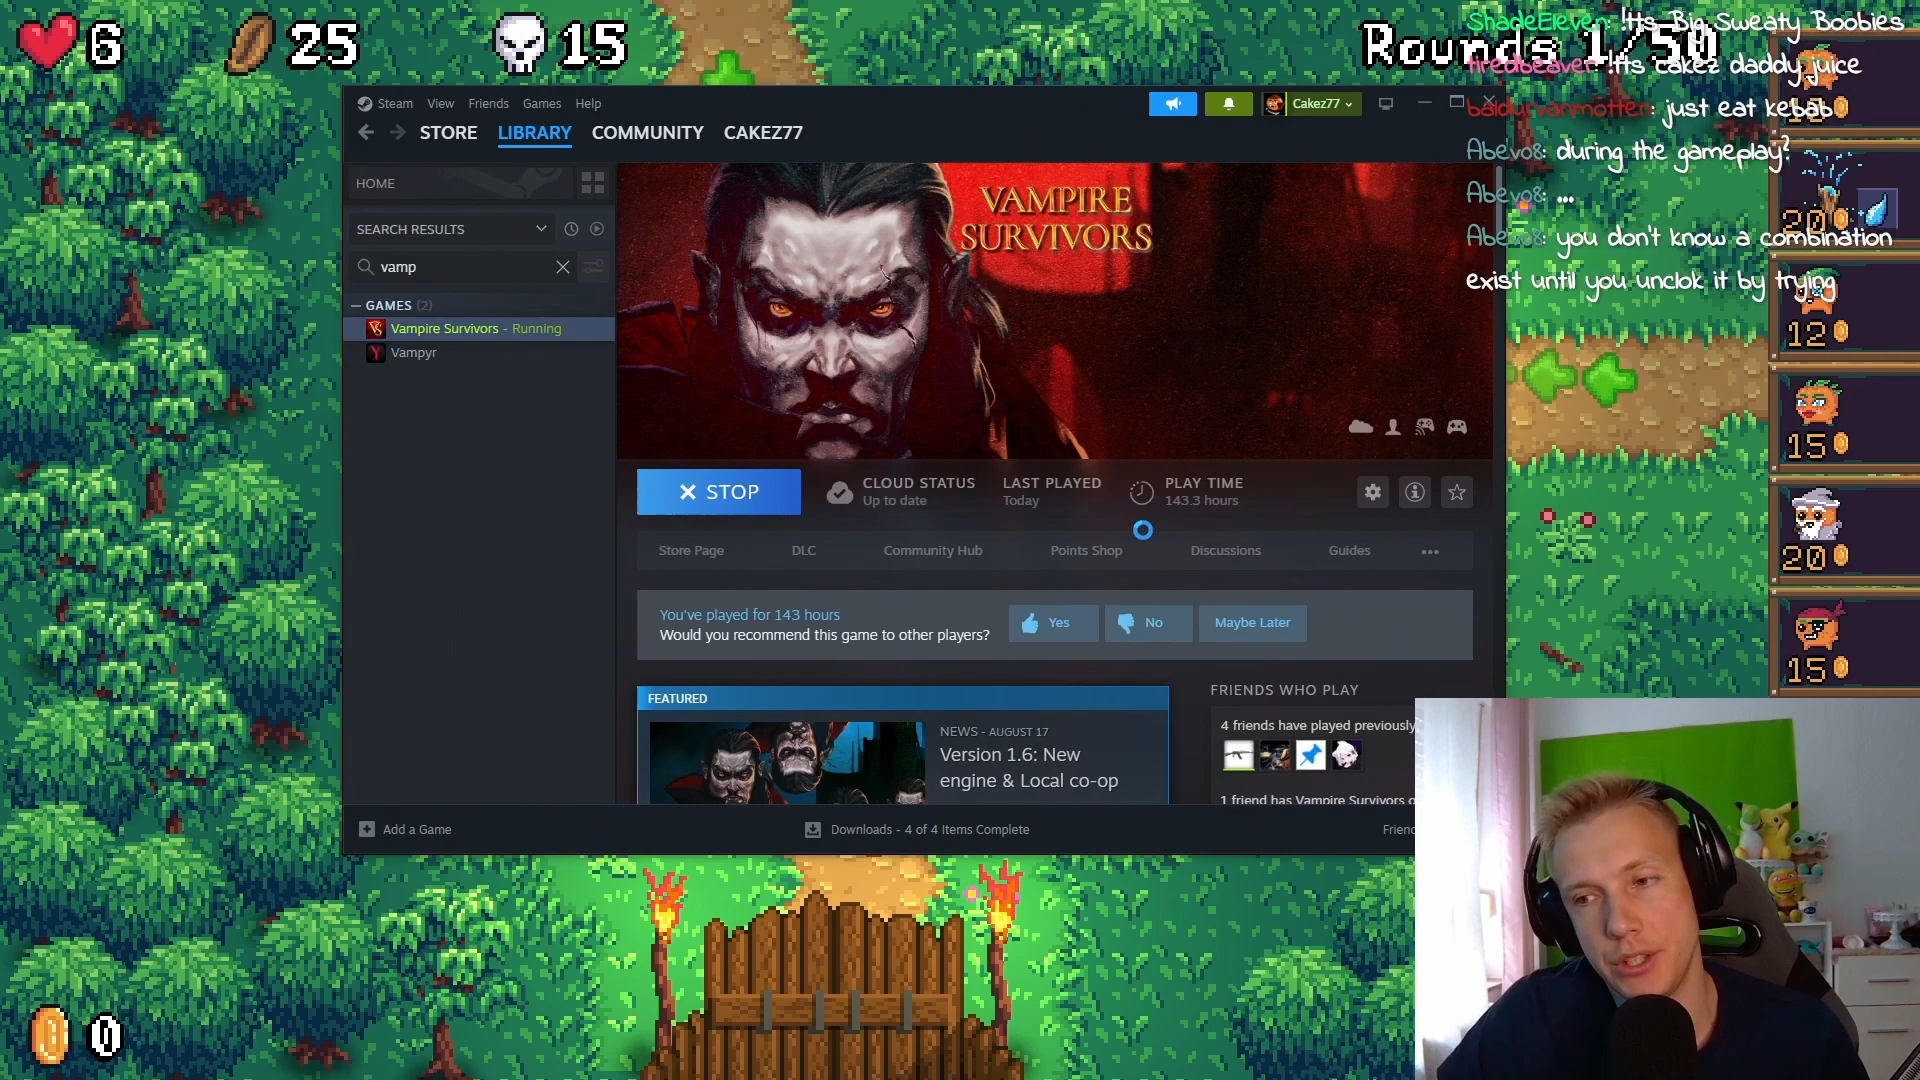 6
25
15
Rounds 1/50
ShadeEleven: !tts Big Sweaty Boobies
tiredbeaver: !tts cakez daddy juice
baldurvanmotter: just eat kebab
Abevo8: during the gameplay?
Abevo8: ...
Abevo8: you don't know a combination
exist until you unclok it by trying
Steam View Friends Games Help
Cakez77
STORE LIBRARY COMMUNITY CAKEZ77
HOME
SEARCH RESULTS
vamp
GAMES (2)
Vampire Survivors - Running
Vampyr
VAMPIRE
SURVIVORS
STOP
CLOUD STATUS
Up to date
LAST PLAYED
Today
PLAY TIME
143.3 hours
Store Page DLC Community Hub Points Shop Discussions Guides
You've played for 143 hours
Would you recommend this game to other players?
Yes
No
Maybe Later
FEATURED
NEWS - AUGUST 17
Version 1.6: New
engine & Local co-op
FRIENDS WHO PLAY
4 friends have played previously
1 friend has Vampire Survivors o
Add a Game
Downloads - 4 of 4 Items Complete
Frien
20
12
15
20
15
0